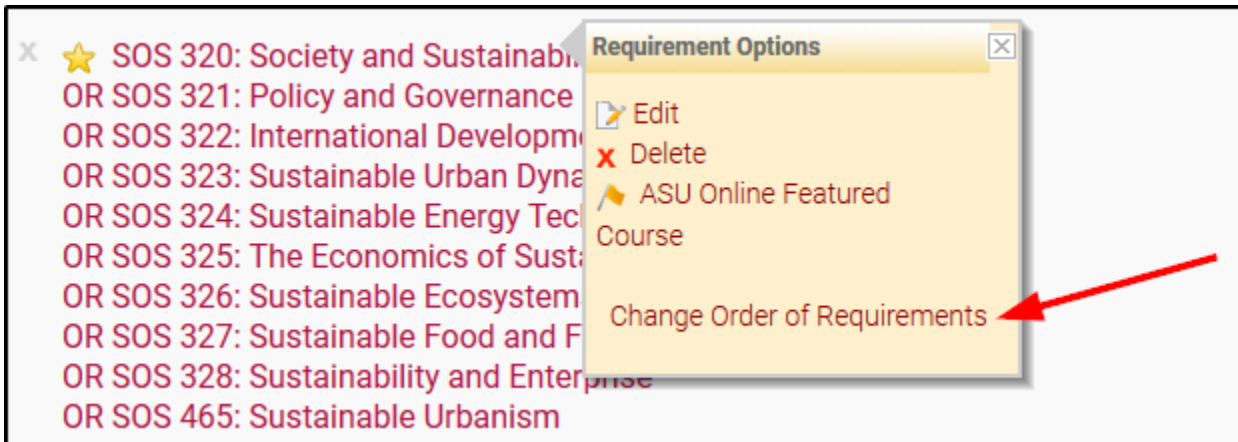 x SOS 320: Society and Sustainabi
OR SOS 321: Policy and Governance
OR SOS 322: International Developm
OR SOS 323: Sustainable Urban Dyna
OR SOS 324: Sustainable Energy Tec
OR SOS 325: The Economics of Sust
OR SOS 326: Sustainable Ecosystem
OR SOS 327: Sustainable Food and F
OR SOS 328: Sustainability and Enterprise
OR SOS 465: Sustainable Urbanism
Requirement Options
Edit
x Delete
ASU Online Featured
Course
Change Order of Requirements